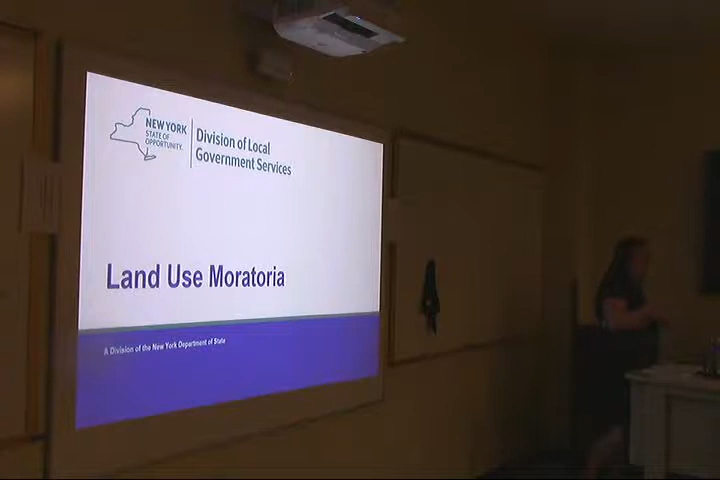 NEW YORK
STATE OF
OPPORTUNITY.
Division of Local
Government Services
Land Use Moratoria
A Division of the New York Department of State